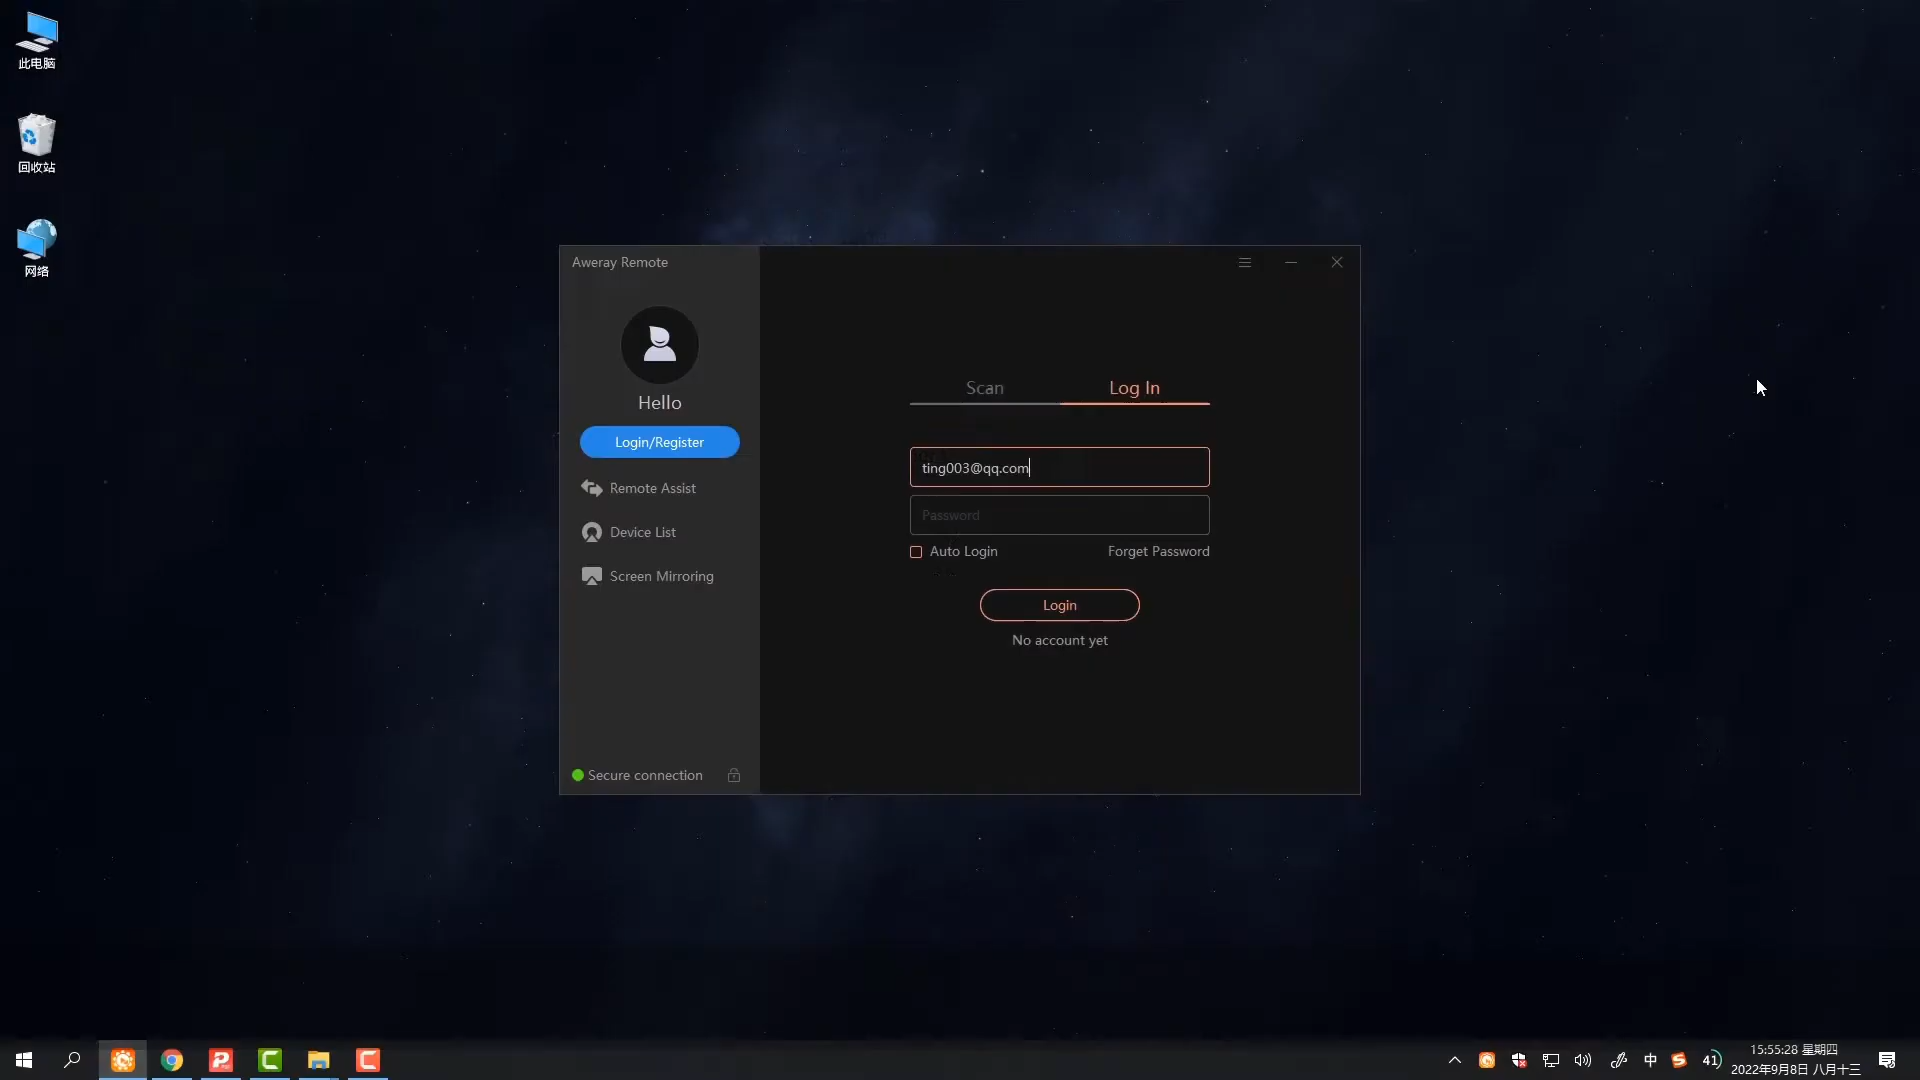 此电脑
回收站
网络
Aweray Remote
Hello
Login/Register
Remote Assist
Device List
Screen Mirroring
Secure connection
Scan
Log In
ting003@qq.com
Password
Auto Login
Forget Password
Login
No account yet
中
41
15:55:28 星期四
2022年9月8日 八月十三